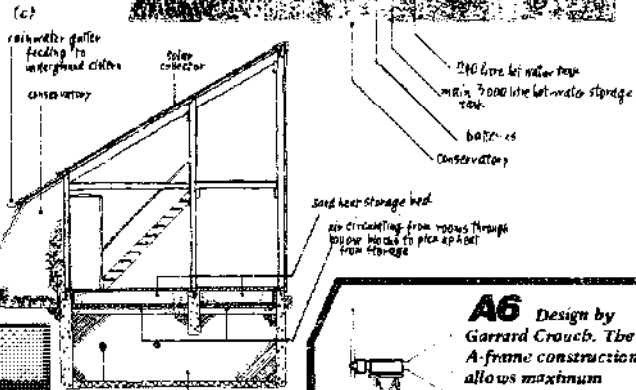 (c)
rainwater gutter
feeding to
underground cistern
conservatory
solar
collector
240 litre hot water tank
main 3000 litre hot-water storage
tank
batteries
conservatory
sand heat storage bed
air circulating from rooms through
hollow blocks to pick up heat
from storage
A6 Design by
Garrard Crouch. The
A-frame construction
allows maximum